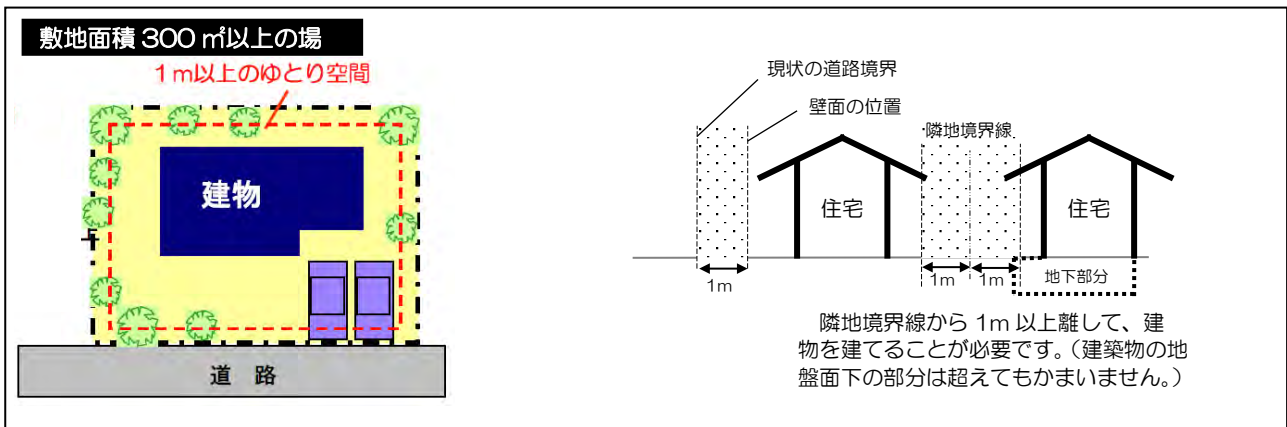 敷地面積 300 ㎡以上の場
1m以上のゆとり空間
建物
道 路
現状の道路境界
壁面の位置
隣地境界線
住宅
住宅
1m
1m
1m
地下部分
隣地境界線から 1m 以上離して、建
物を建てることが必要です。（建築物の地
盤面下の部分は超えてもかまいません。）